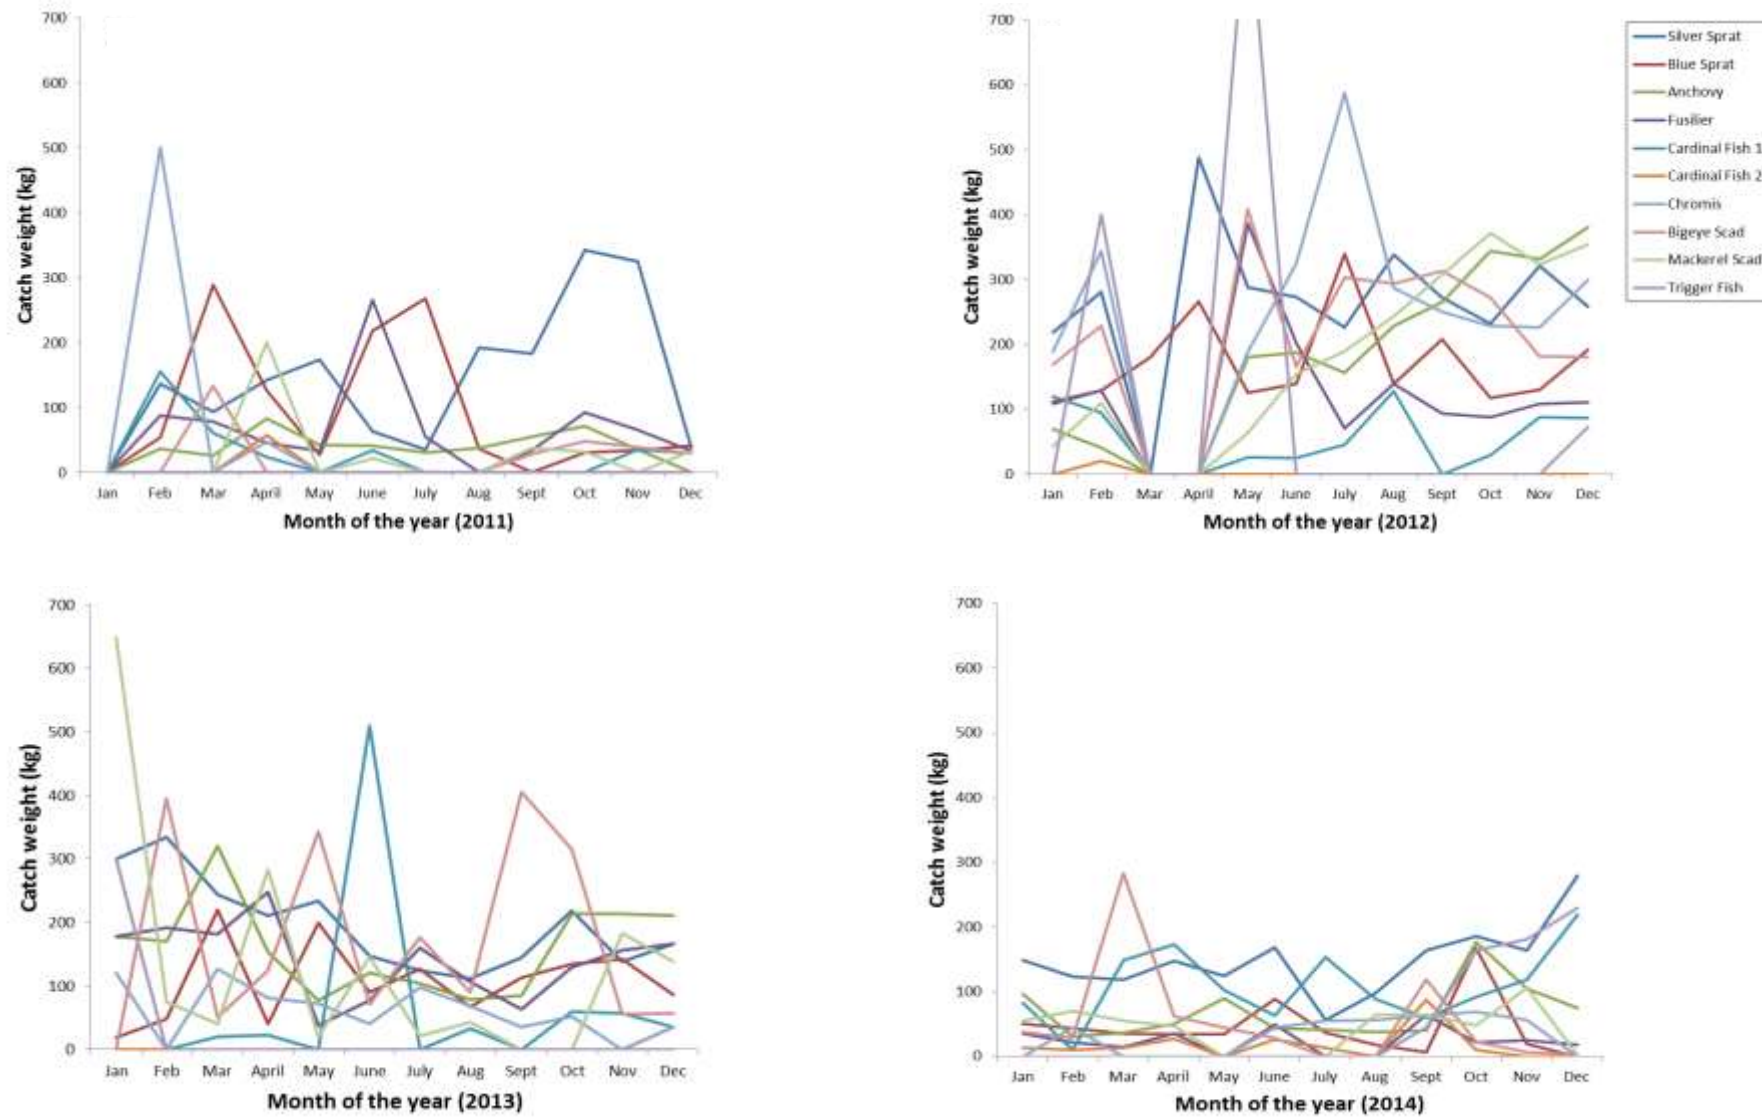 700
600
500
400
300
200
100
0
Catch weight (kg)
Jan Feb Mar April May June July Aug Sept Oct Nov Dec
Month of the year (2011)
700
600
500
400
300
200
100
0
Catch weight (kg)
Jan Feb Mar April May June July Aug Sept Oct Nov Dec
Month of the year (2012)
Silver Sprat
Blue Sprat
Anchovy
Fusilier
Cardinal Fish 1
Cardinal Fish 2
Chromis
Bigeye Scad
Mackerel Scad
Trigger Fish
700
600
500
400
300
200
100
0
Catch weight (kg)
Jan Feb Mar April May June July Aug Sept Oct Nov Dec
Month of the year (2013)
700
600
500
400
300
200
100
0
Catch weight (kg)
Jan Feb Mar April May June July Aug Sept Oct Nov Dec
Month of the year (2014)